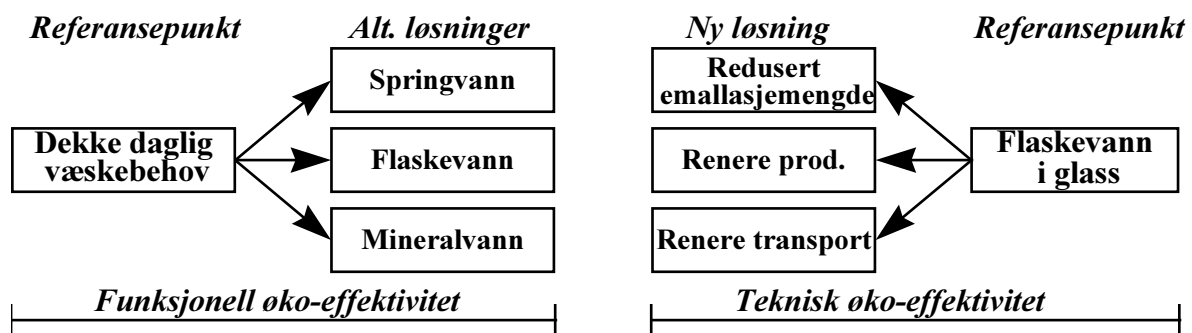 Referansepunkt
Alt. løsninger
Ny løsning
Referansepunkt
Springvann
Redusert
emallasjemengde
Dekke daglig
væskebehov
Flaskevann
Renere prod.
Flaskevann
i glass
Mineralvann
Renere transport
Funksjonell øko-effektivitet
Teknisk øko-effektivitet